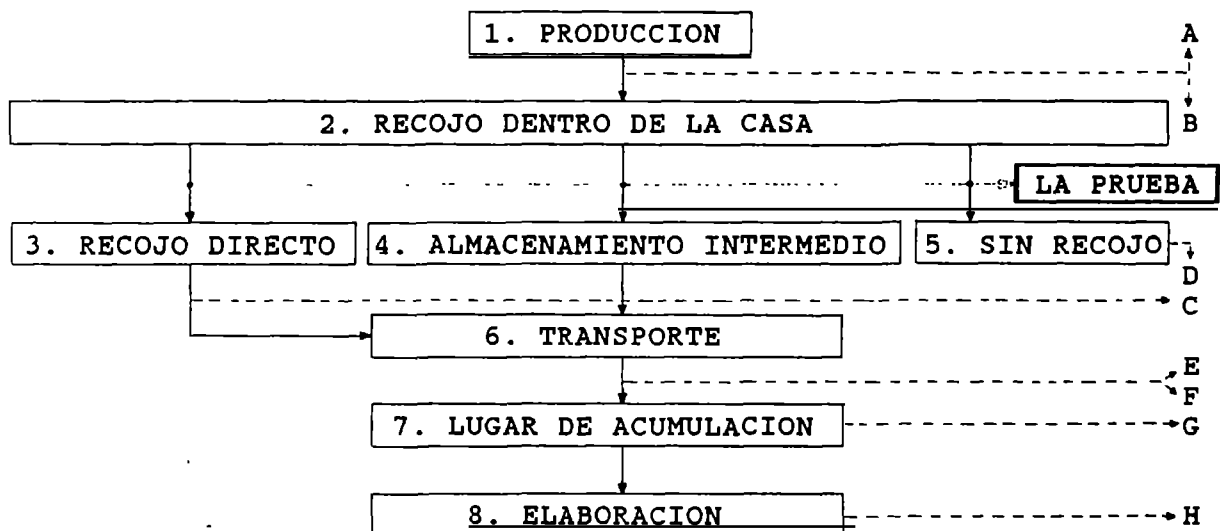 1. PRODUCCION
A
2. RECOJO DENTRO DE LA CASA
B
LA PRUEBA
3. RECOJO DIRECTO
4. ALMACENAMIENTO INTERMEDIO
5. SIN RECOJO
D
C
6. TRANSPORTE
E
F
7. LUGAR DE ACUMULACION
G
8. ELABORACION
H